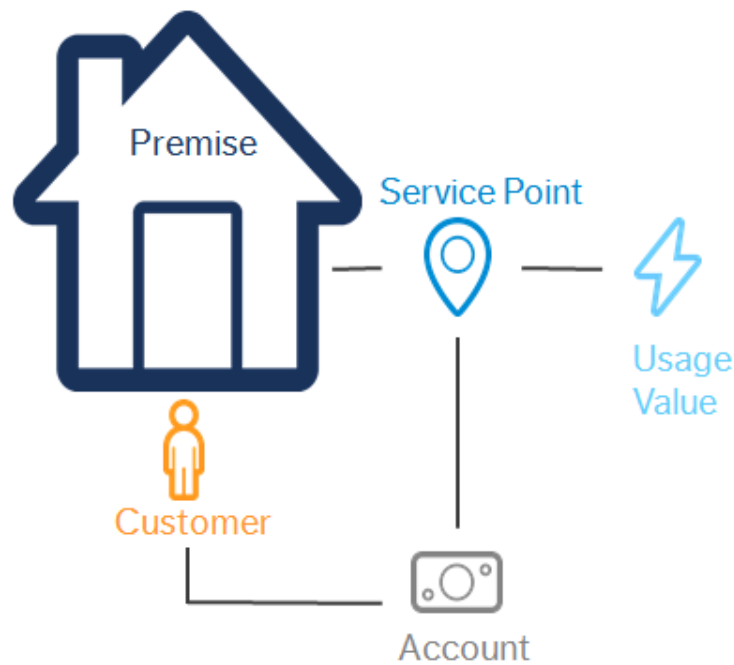 Premise
Service Point
Usage
Value
Customer
Account